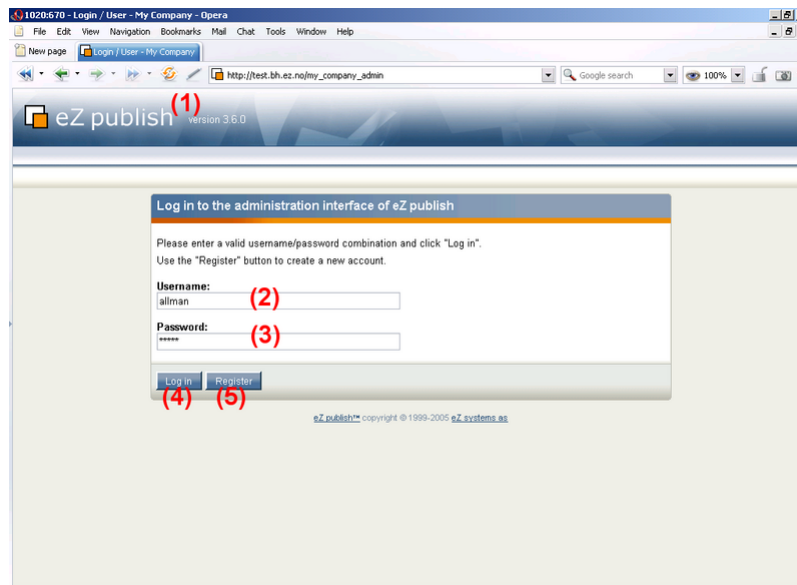 1020:670 - Login / User - My Company - Opera
File Edit View Navigation Bookmarks Mail Chat Tools Window Help
New page Login / User - My Company
http://test.bh.ez.no/my_company_admin Google search 100%
(1)
eZ publish version 3.6.0
Log in to the administration interface of eZ publish
Please enter a valid username/password combination and click "Log in".
Use the "Register" button to create a new account.
Username:
allman (2)
Password:
***** (3)
Log in Register
(4) (5)
eZ publish™ copyright © 1999-2005 eZ systems as